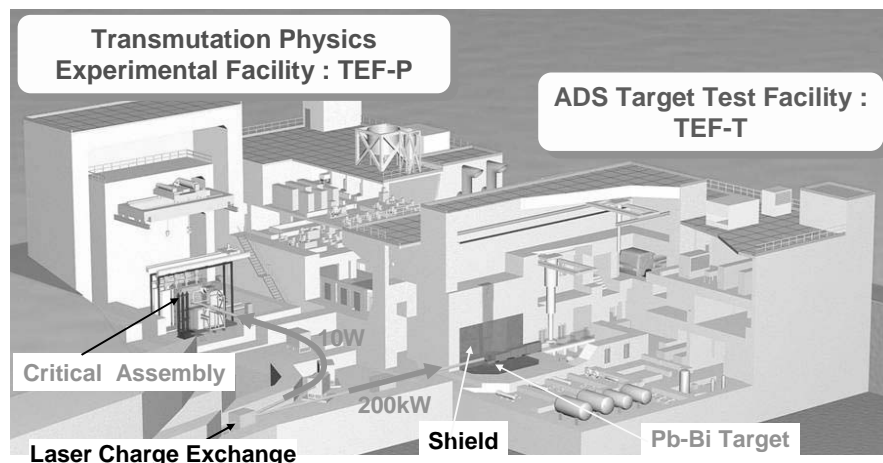 Transmutation Physics
Experimental Facility : TEF-P
ADS Target Test Facility :
TEF-T
10W
Critical Assembly
200kW
Laser Charge Exchange
Shield
Pb-Bi Target